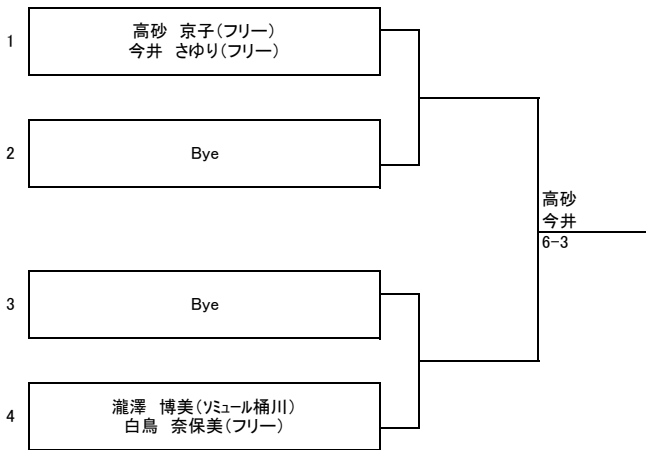 1
高砂 京子(フリー)
今井 さゆり(フリー)
2
Bye
高砂
今井
6-3
3
Bye
4
瀧澤 博美(ソミュール桶川)
白鳥 奈保美(フリー)